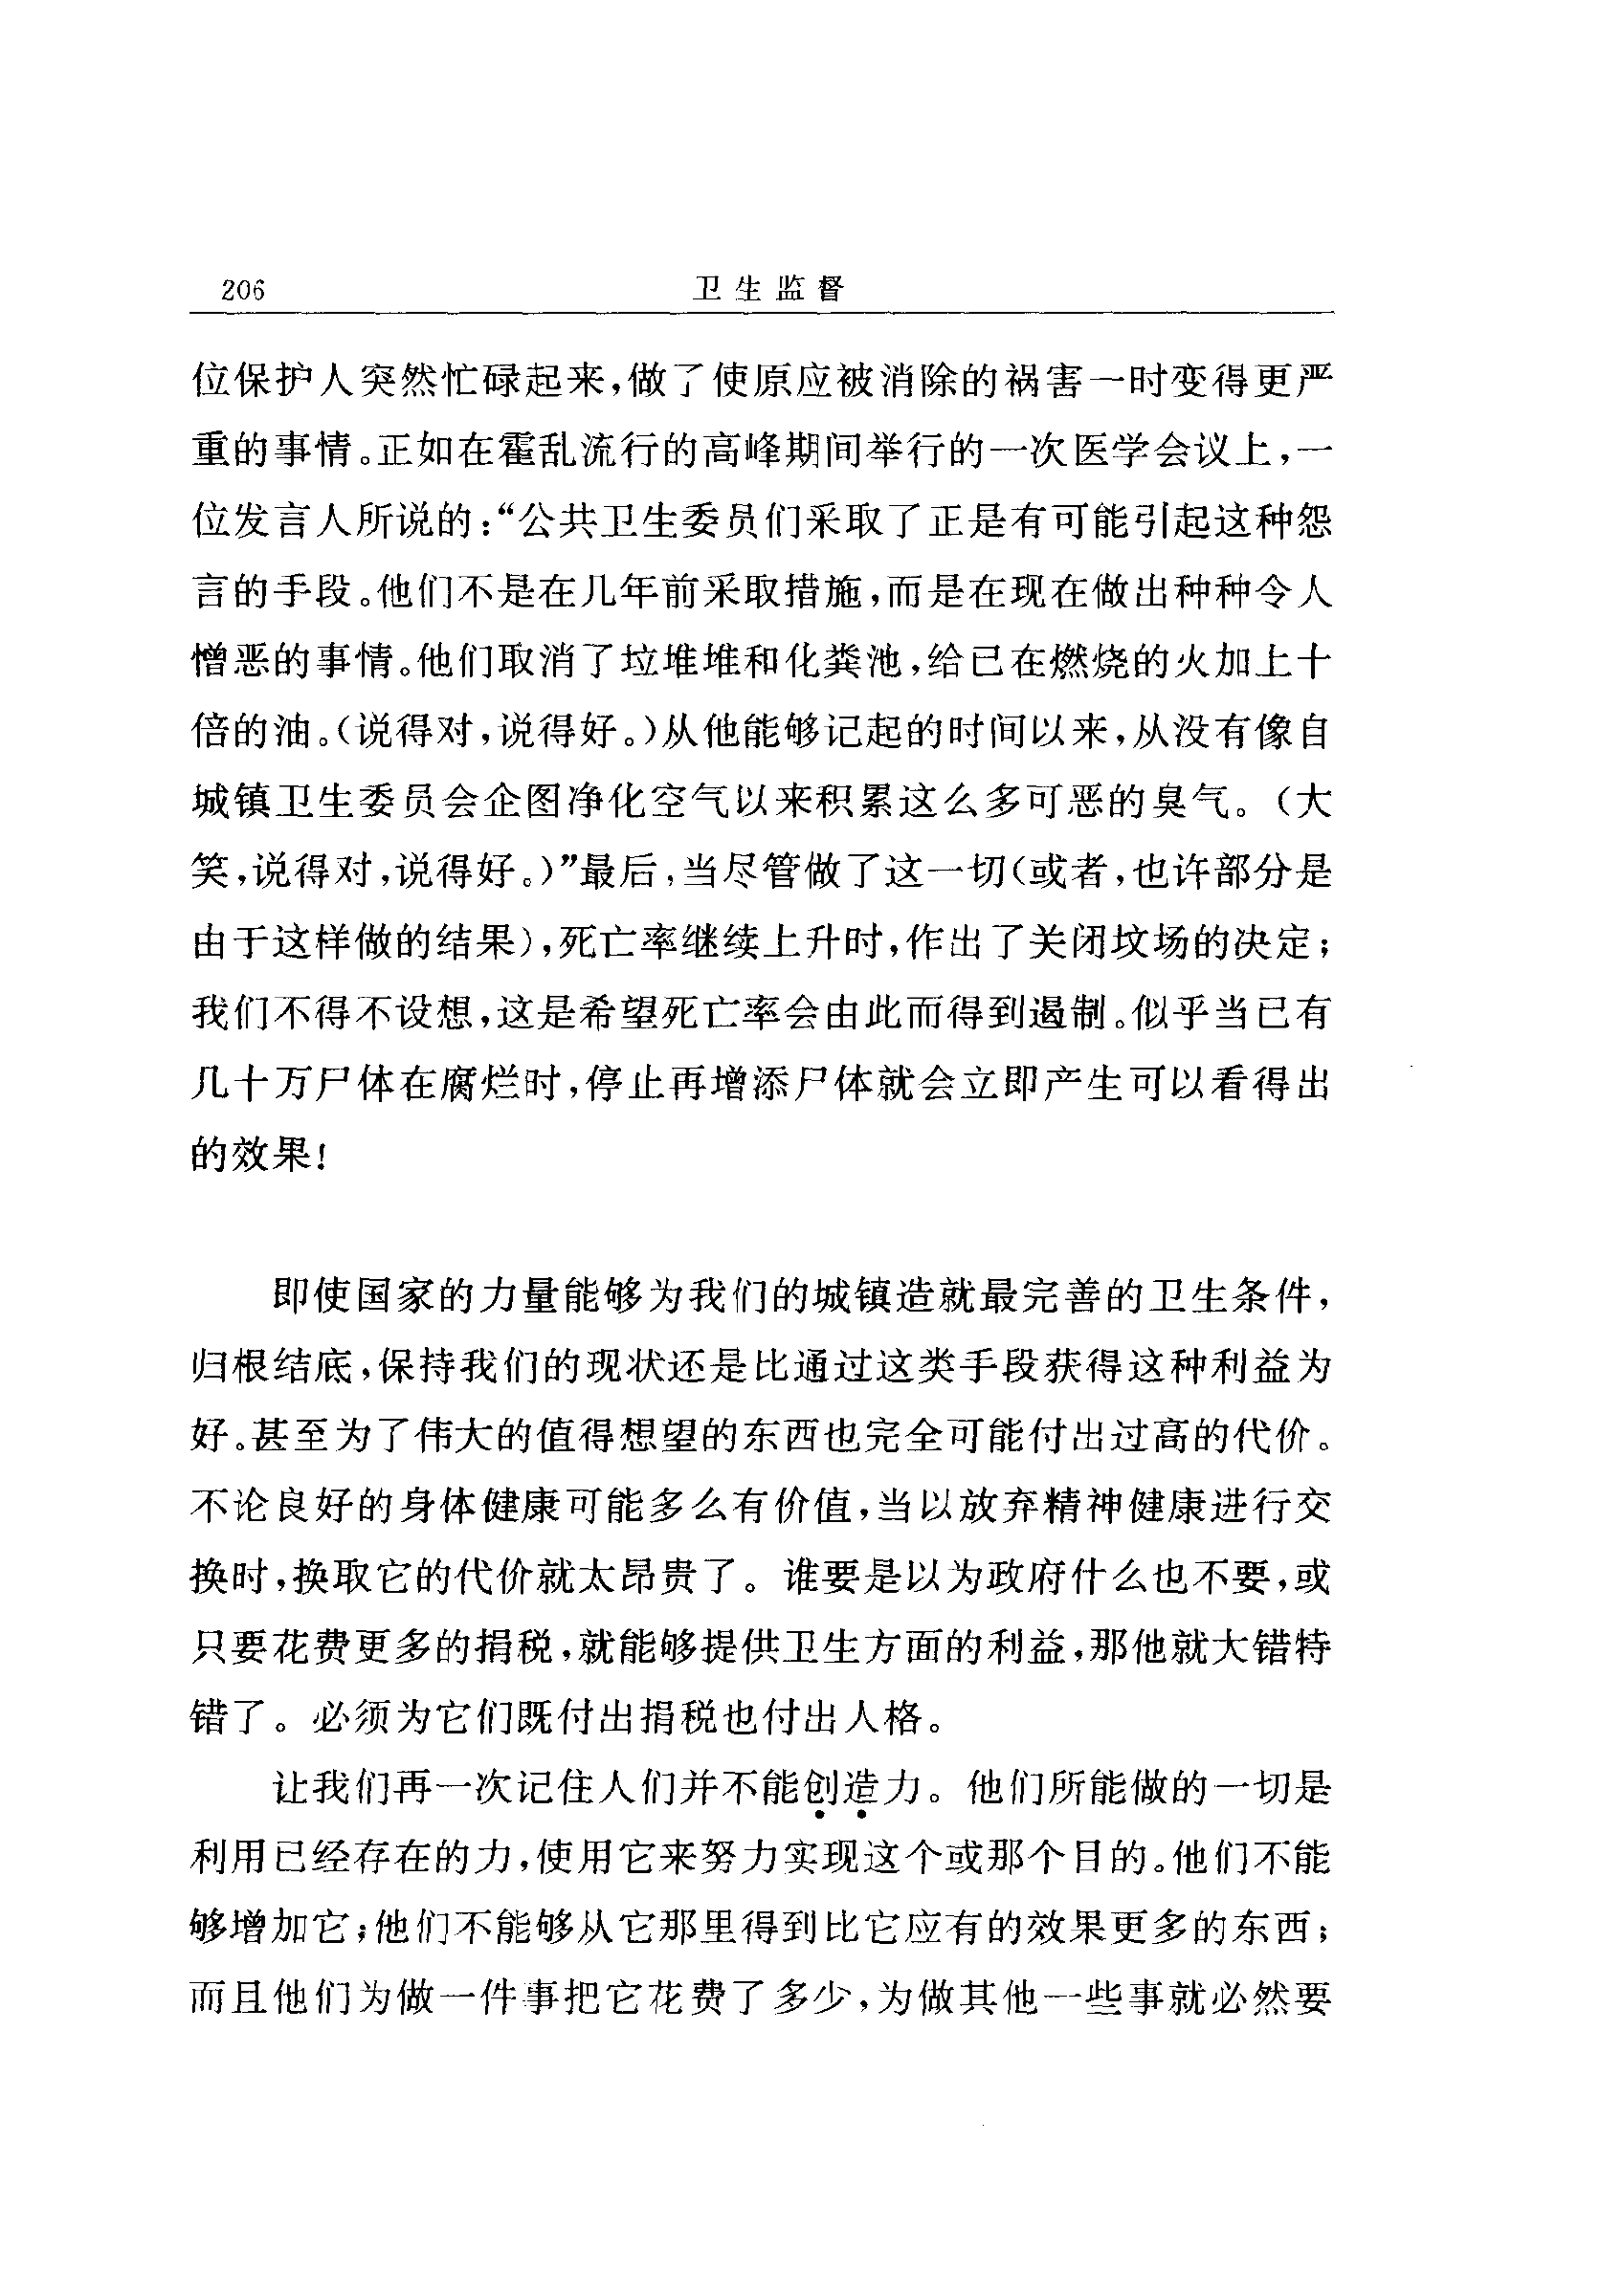 206 卫生监督
位保护人突然忙碌起来,做了使原应被消除的祸害一时变得更严
重的事情。正如在霍乱流行的高峰期间举行的一次医学会议上,一
位发言人所说的:“公共卫生委员们采取了正是有可能引起这种怨
言的手段。他们不是在几年前采取措施,而是在现在做出种种令人
憎恶的事情。他们取消了垃堆堆和化粪池,给已在燃烧的火加上十
倍的油。(说得对,说得好。)从他能够记起的时间以来,从没有像自
城镇卫生委员会企图净化空气以来积累这么多可恶的臭气。(大
笑,说得对,说得好。)”最后,当尽管做了这一切(或者,也许部分是
由于这样做的结果),死亡率继续上升时,作出了关闭坟场的决定;
我们不得不设想,这是希望死亡率会由此而得到遏制。似乎当已有
几十万尸体在腐烂时,停止再增添尸体就会立即产生可以看得出
的效果!
即使国家的力量能够为我们的城镇造就最完善的卫生条件,
归根结底,保持我们的现状还是比通过这类手段获得这种利益为
好。甚至为了伟大的值得想望的东西也完全可能付出过高的代价。
不论良好的身体健康可能多么有价值,当以放弃精神健康进行交
换时,换取它的代价就太昂贵了。谁要是以为政府什么也不要,或
只要花费更多的捐税,就能够提供卫生方面的利益,那他就大错特
错了。必须为它们既付出捐税也付出人格。
让我们再一次记住人们并不能创造力。他们所能做的一切是
利用已经存在的力,使用它来努力实现这个或那个目的。他们不能
够增加它;他们不能够从它那里得到比它应有的效果更多的东西;
而且他们为做一件事把它花费了多少,为做其他一些事就必然要